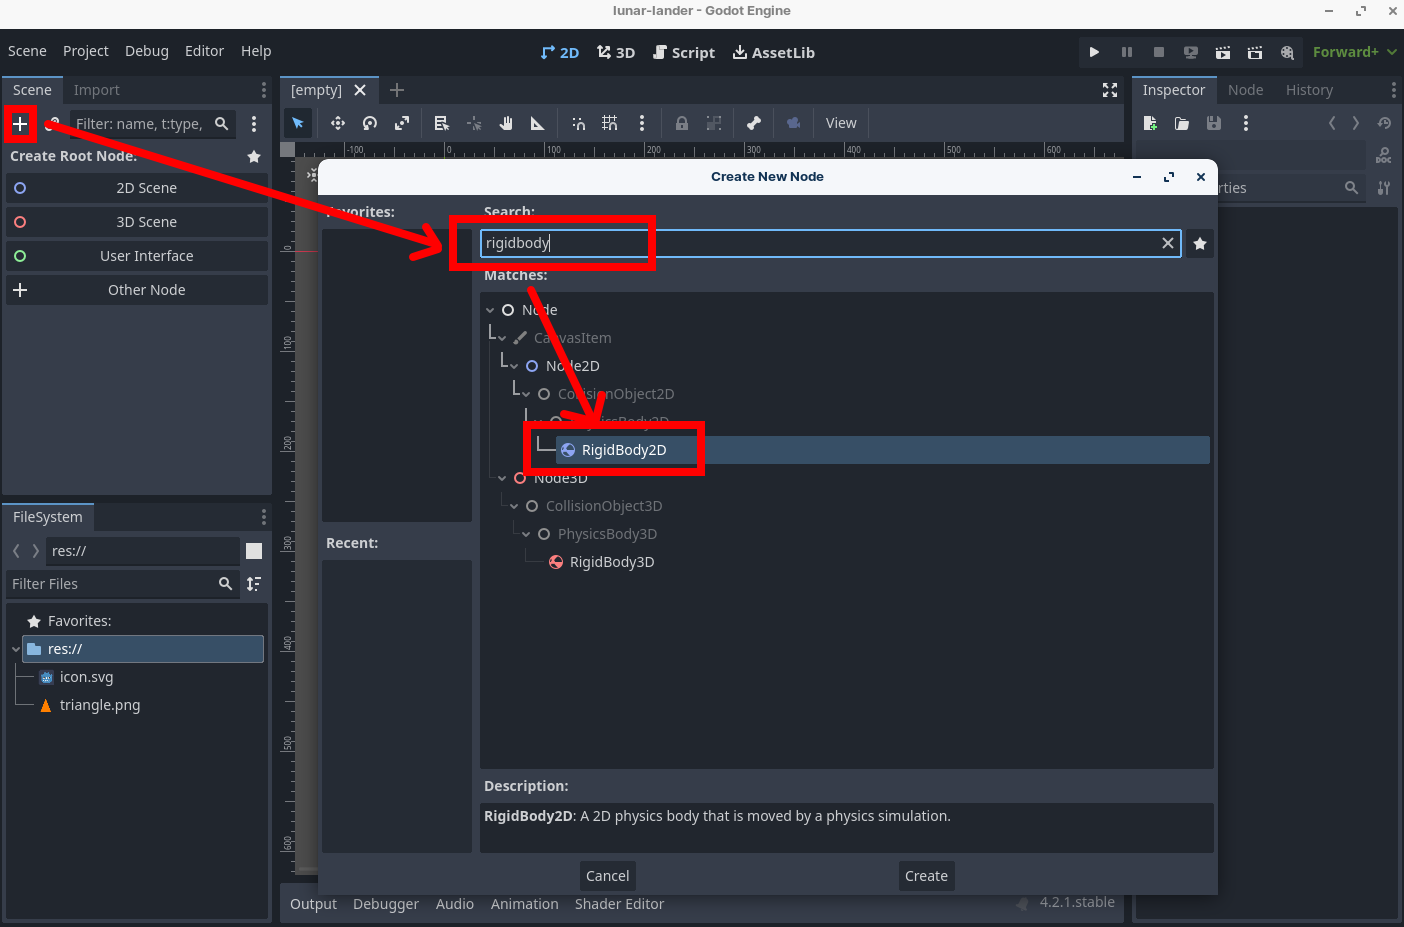 lunar-lander - Godot Engine
Scene Project Debug Editor Help
2D 3D Script AssetLib
Forward+
Scene Import
[empty]
Inspector Node History
Filter: name, t:type,
View
Create Root Node:
2D Scene
3D Scene
User Interface
Other Node
-100 0 100 200 300 400 500 600
0
100
200
300
400
500
600
DOC
Create New Node
Favorites:
Search:
rigidbody
Matches:
Node
CanvasItem
Node2D
CollisionObject2D
PhysicsBody2D
RigidBody2D
Node3D
CollisionObject3D
PhysicsBody3D
RigidBody3D
Recent:
Description:
RigidBody2D: A 2D physics body that is moved by a physics simulation.
Cancel Create
FileSystem
res://
Filter Files
Favorites:
res://
icon.svg
triangle.png
Output Debugger Audio Animation Shader Editor
4.2.1.stable